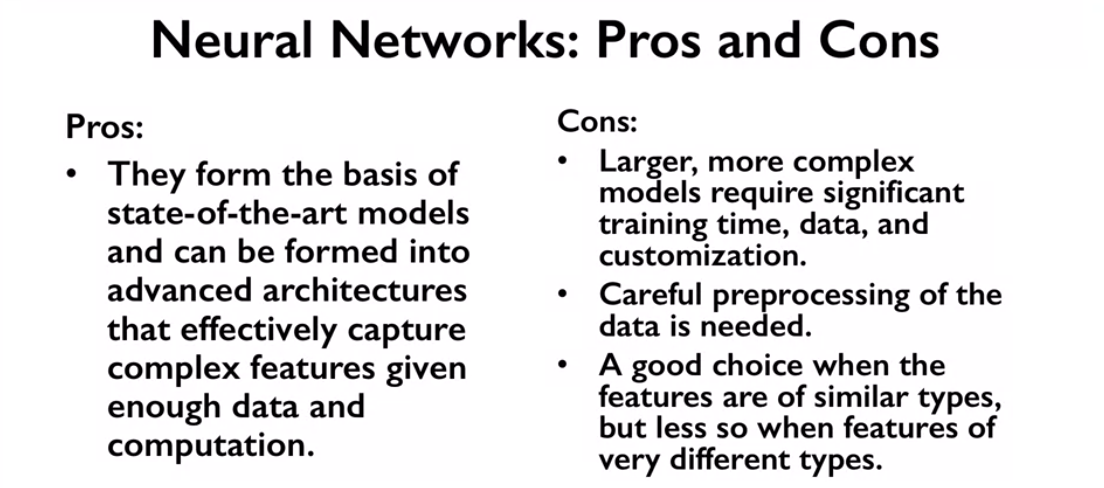 Neural Networks: Pros and Cons
Pros:
• They form the basis of
state-of-the-art models
and can be formed into
advanced architectures
that effectively capture
complex features given
enough data and
computation.
Cons:
• Larger, more complex
models require significant
training time, data, and
customization.
• Careful preprocessing of the
data is needed.
• A good choice when the
features are of similar types,
but less so when features of
very different types.